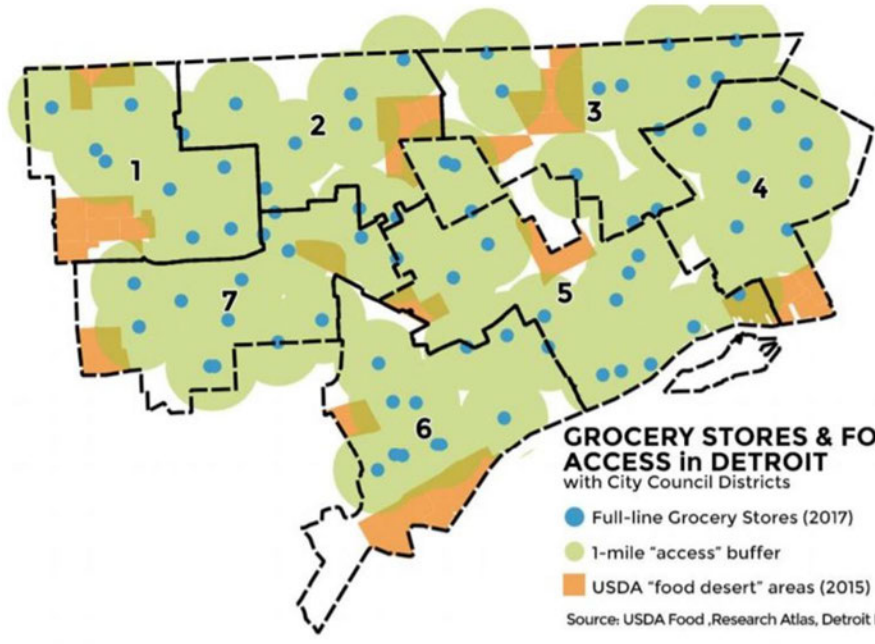 1
2
3
4
5
6
7
GROCERY STORES & FO
ACCESS in DETROIT
with City Council Districts
Full-line Grocery Stores (2017)
1-mile "access" buffer
USDA "food desert" areas (2015)
Source: USDA Food ,Research Atlas, Detroit